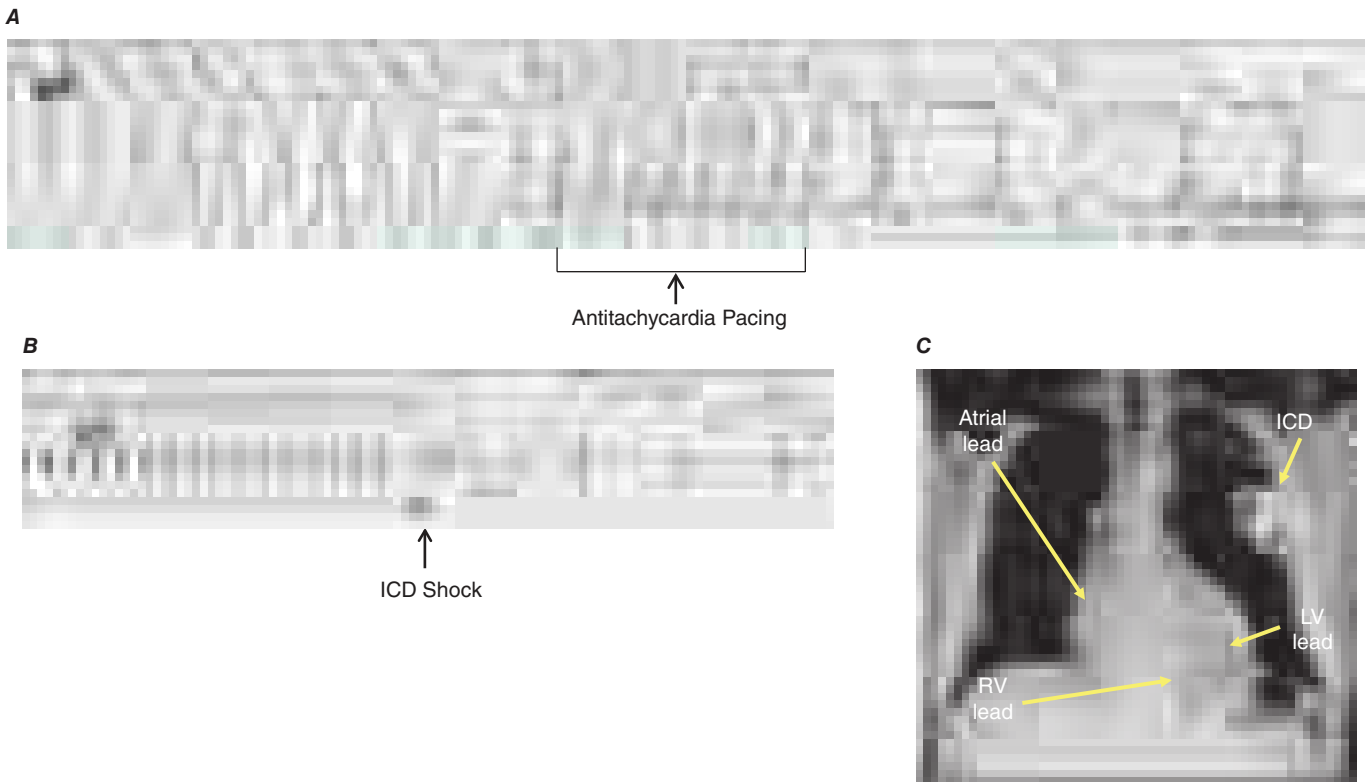 A
Antitachycardia Pacing
B
ICD Shock
C
Atrial
lead
ICD
LV
lead
RV
lead